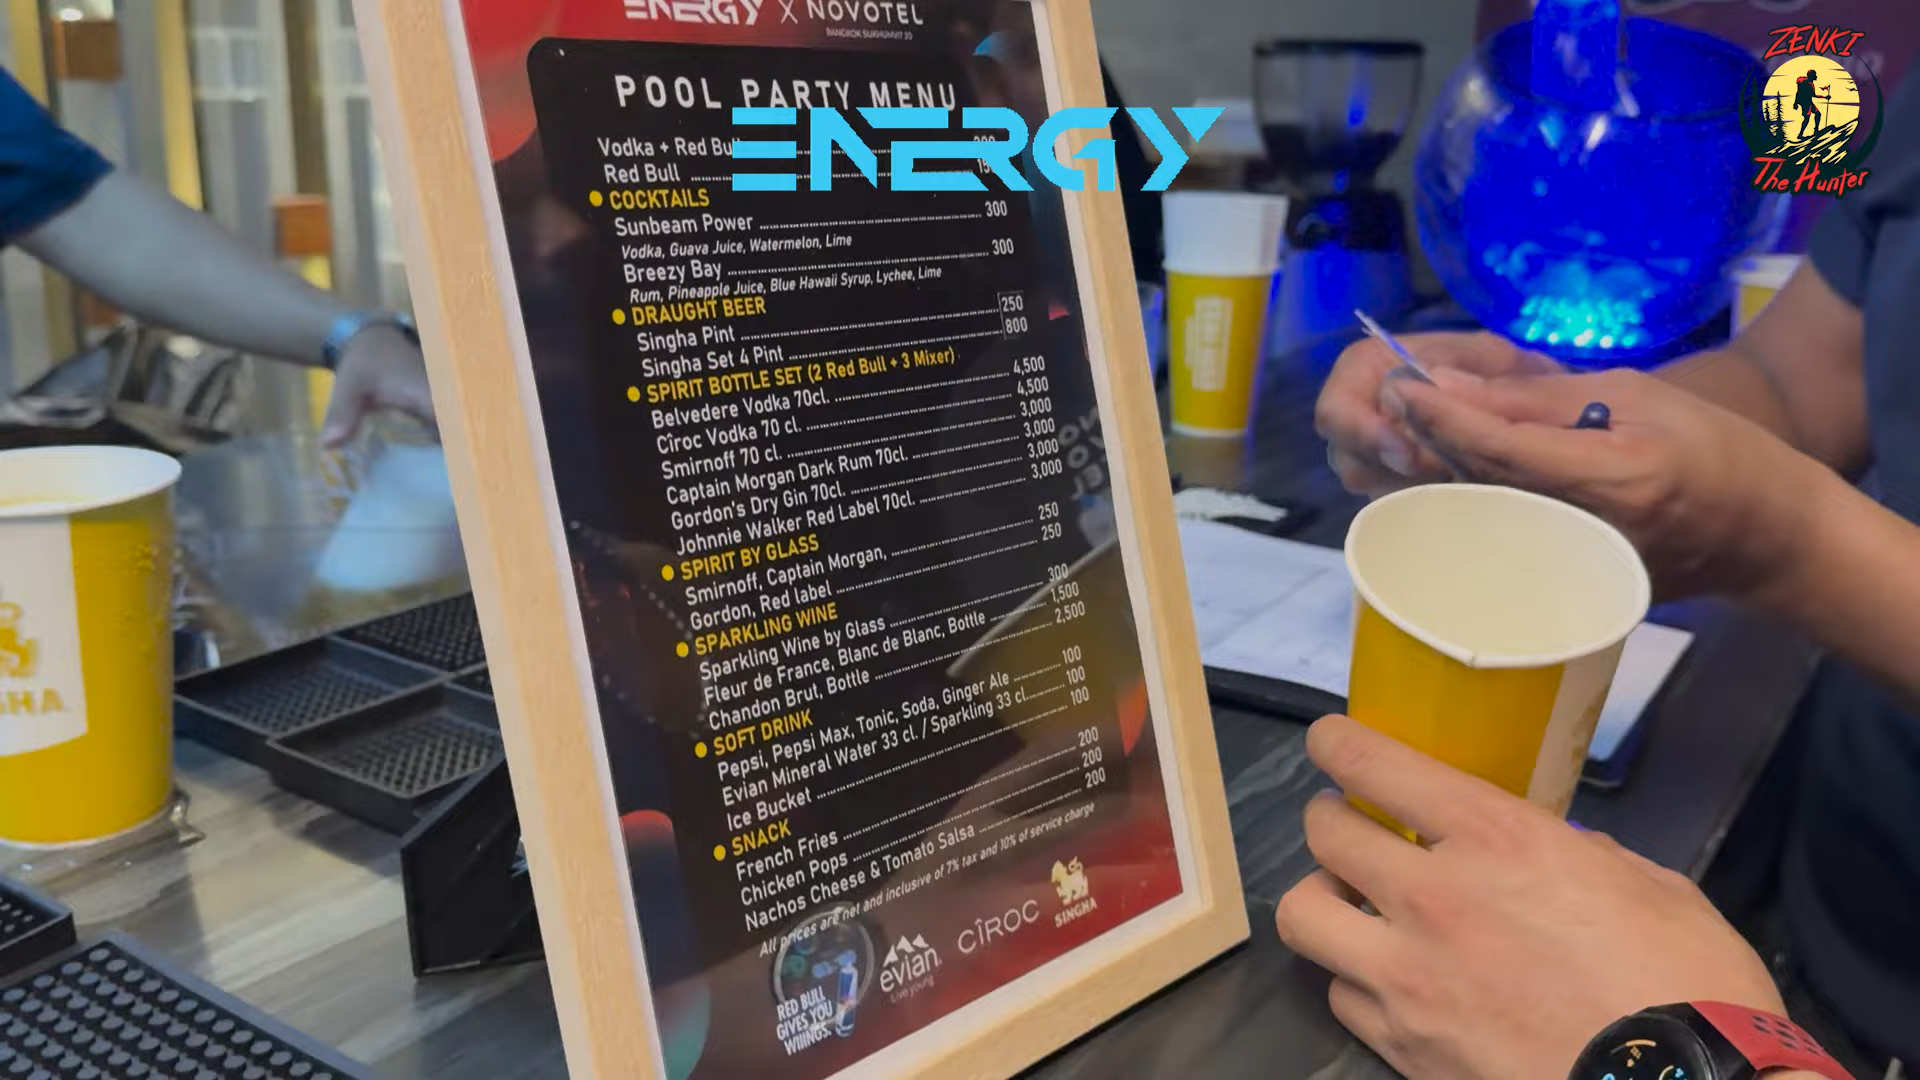 ENERGY X NOVOTEL
BANGKOK SUKHUMVIT 20
POOL PARTY MENU
ENERGY
Vodka + Red Bull
Red Bull
COCKTAILS
Sunbeam Power 300
Vodka, Guava Juice, Watermelon, Lime
Breezy Bay 300
Rum, Pineapple Juice, Blue Hawaii Syrup, Lychee, Lime
DRAUGHT BEER
Singha Pint 250
Singha Set 4 Pint 800
SPIRIT BOTTLE SET (2 Red Bull + 3 Mixer)
Belvedere Vodka 70cl. 4,500
Cîroc Vodka 70 cl. 4,500
Smirnoff 70 cl. 3,000
Captain Morgan Dark Rum 70cl. 3,000
Gordon's Dry Gin 70cl. 3,000
Johnnie Walker Red Label 70cl. 3,000
SPIRIT BY GLASS
Smirnoff, Captain Morgan, 250
Gordon, Red label 250
SPARKLING WINE
Sparkling Wine by Glass 300
Fleur de France, Blanc de Blanc, Bottle 1,500
Chandon Brut, Bottle 2,500
SOFT DRINK
Pepsi, Pepsi Max, Tonic, Soda, Ginger Ale 100
Evian Mineral Water 33 cl. / Sparkling 33 cl. 100
Ice Bucket 100
SNACK
French Fries 200
Chicken Pops 200
Nachos Cheese & Tomato Salsa 200
All prices are net and inclusive of 7% tax and 10% of service charge
RED BULL
GIVES YOU
WIIINGS.
evian
Live young
CÎROC
SINGHA
ZENKI
The Hunter